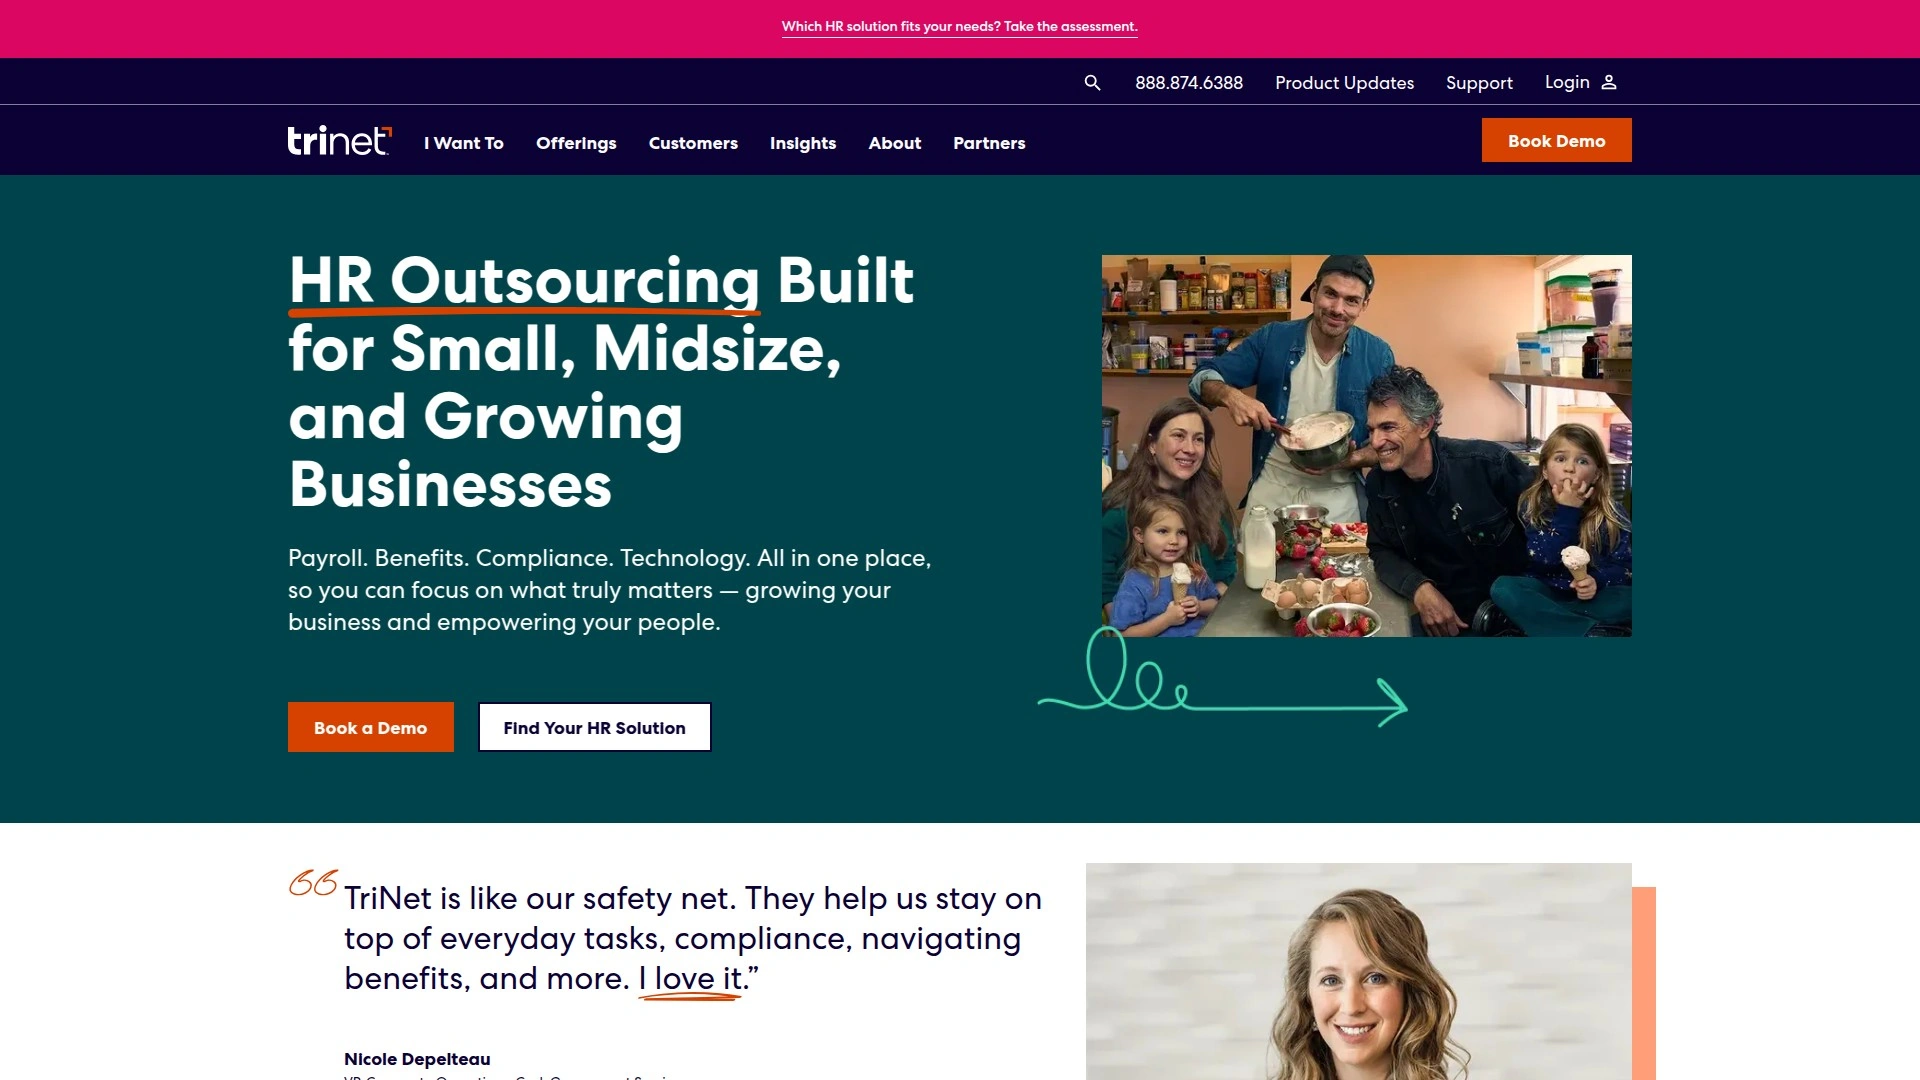 Which HR solution fits your needs? Take the assessment.
888.874.6388 Product Updates Support Login
trinet I Want To Offerings Customers Insights About Partners Book Demo
HR Outsourcing Built
for Small, Midsize,
and Growing
Businesses
Payroll. Benefits. Compliance. Technology. All in one place,
so you can focus on what truly matters — growing your
business and empowering your people.
Book a Demo Find Your HR Solution
“TriNet is like our safety net. They help us stay on
top of everyday tasks, compliance, navigating
benefits, and more. I love it.”
Nicole Depelteau